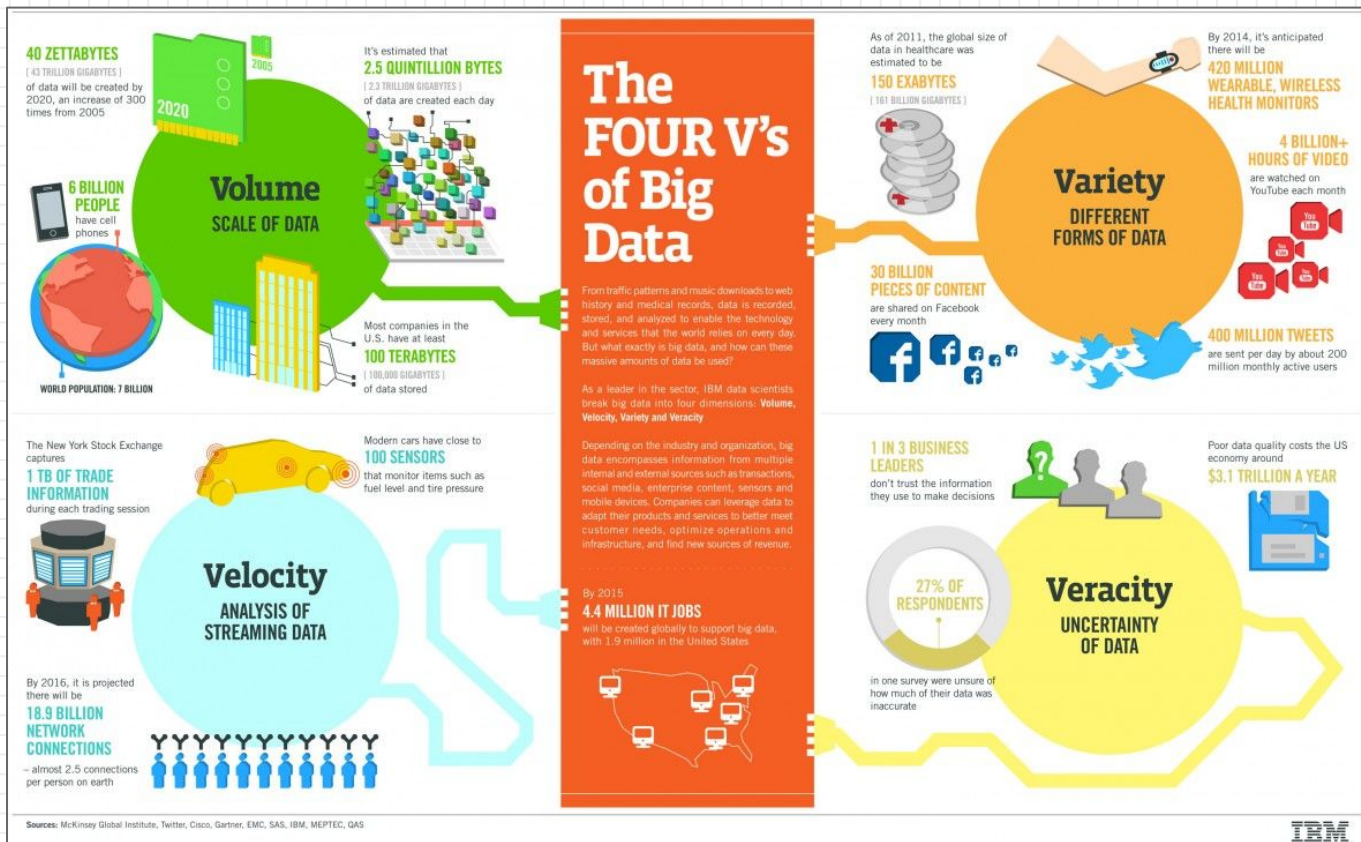 40 ZETTABYTES
[ 43 TRILLION GIGABYTES ]
of data will be created by
2020, an increase of 300
times from 2005
2020
2005
It's estimated that
2.5 QUINTILLION BYTES
[ 2.3 TRILLION GIGABYTES ]
of data are created each day
6 BILLION
PEOPLE
have cell
phones
Volume
SCALE OF DATA
WORLD POPULATION: 7 BILLION
Most companies in the
U.S. have at least
100 TERABYTES
[ 100,000 GIGABYTES ]
of data stored
The New York Stock Exchange
captures
1 TB OF TRADE
INFORMATION
during each trading session
Modern cars have close to
100 SENSORS
that monitor items such as
fuel level and tire pressure
Velocity
ANALYSIS OF
STREAMING DATA
By 2016, it is projected
there will be
18.9 BILLION
NETWORK
CONNECTIONS
– almost 2.5 connections
per person on earth
The
FOUR V's
of Big
Data
From traffic patterns and music downloads to web
history and medical records, data is recorded,
stored, and analyzed to enable the technology
and services that the world relies on every day.
But what exactly is big data, and how can these
massive amounts of data be used?
As a leader in the sector, IBM data scientists
break big data into four dimensions: Volume,
Velocity, Variety and Veracity
Depending on the industry and organization, big
data encompasses information from multiple
internal and external sources such as transactions,
social media, enterprise content, sensors and
mobile devices. Companies can leverage data to
adapt their products and services to better meet
customer needs, optimize operations and
infrastructure, and find new sources of revenue.
By 2015
4.4 MILLION IT JOBS
will be created globally to support big data,
with 1.9 million in the United States
As of 2011, the global size of
data in healthcare was
estimated to be
150 EXABYTES
[ 161 BILLION GIGABYTES ]
By 2014, it's anticipated
there will be
420 MILLION
WEARABLE, WIRELESS
HEALTH MONITORS
4 BILLION+
HOURS OF VIDEO
are watched on
YouTube each month
You
Tube
You
Tube
You
Tube
You
Tube
Variety
DIFFERENT
FORMS OF DATA
30 BILLION
PIECES OF CONTENT
are shared on Facebook
every month
f
f
f
f
f
f
400 MILLION TWEETS
are sent per day by about 200
million monthly active users
1 IN 3 BUSINESS
LEADERS
don't trust the information
they use to make decisions
?
Poor data quality costs the US
economy around
$3.1 TRILLION A YEAR
27% OF
RESPONDENTS
in one survey were unsure of
how much of their data was
inaccurate
Veracity
UNCERTAINTY
OF DATA
Sources: McKinsey Global Institute, Twitter, Cisco, Gartner, EMC, SAS, IBM, MEPTEC, QAS
IBM